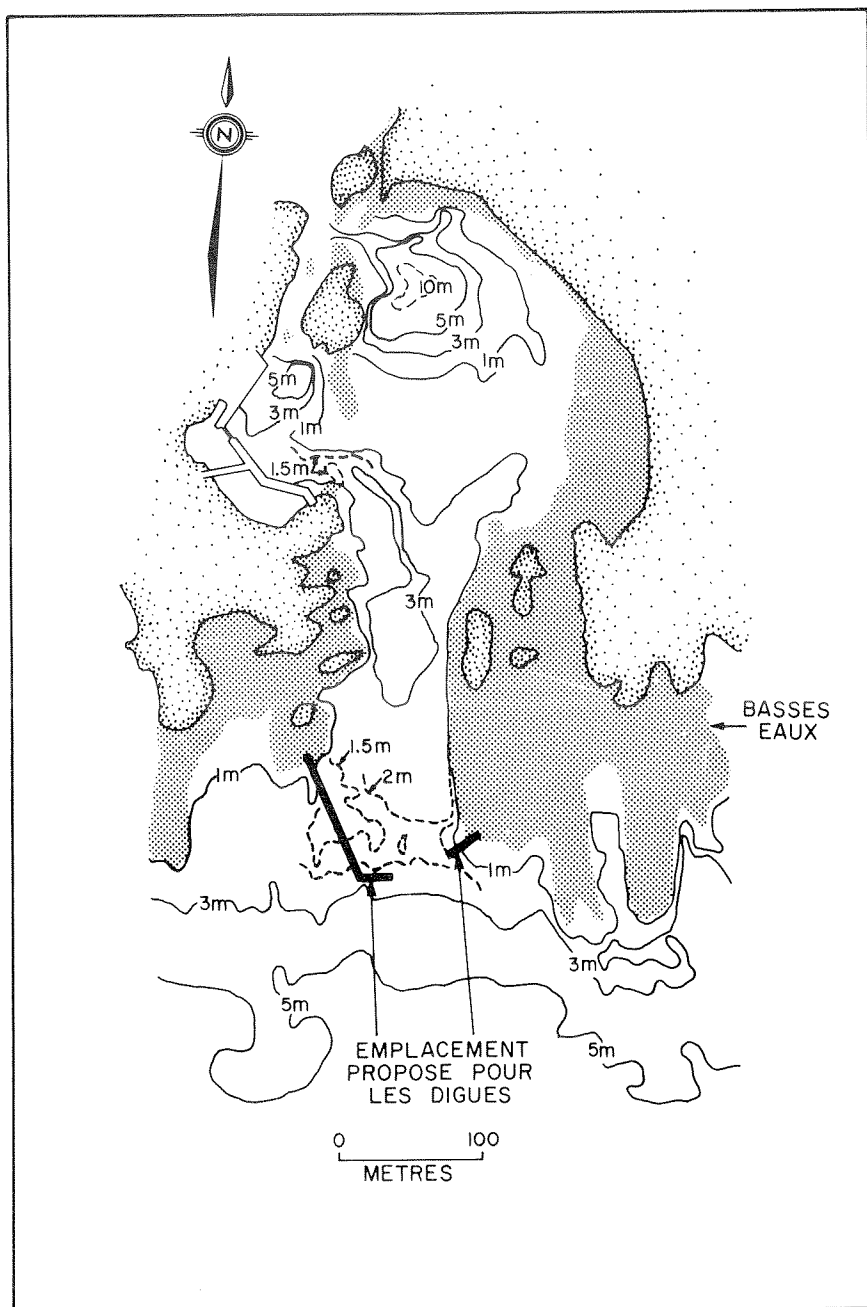 N
10m
5m
3m
1m
5m
3m
1m
1.5m
3m
BASSES
EAUX
1.5m
2m
1m
1m
3m
3m
5m
5m
EMPLACEMENT
PROPOSE POUR
LES DIGUES
0 100
METRES